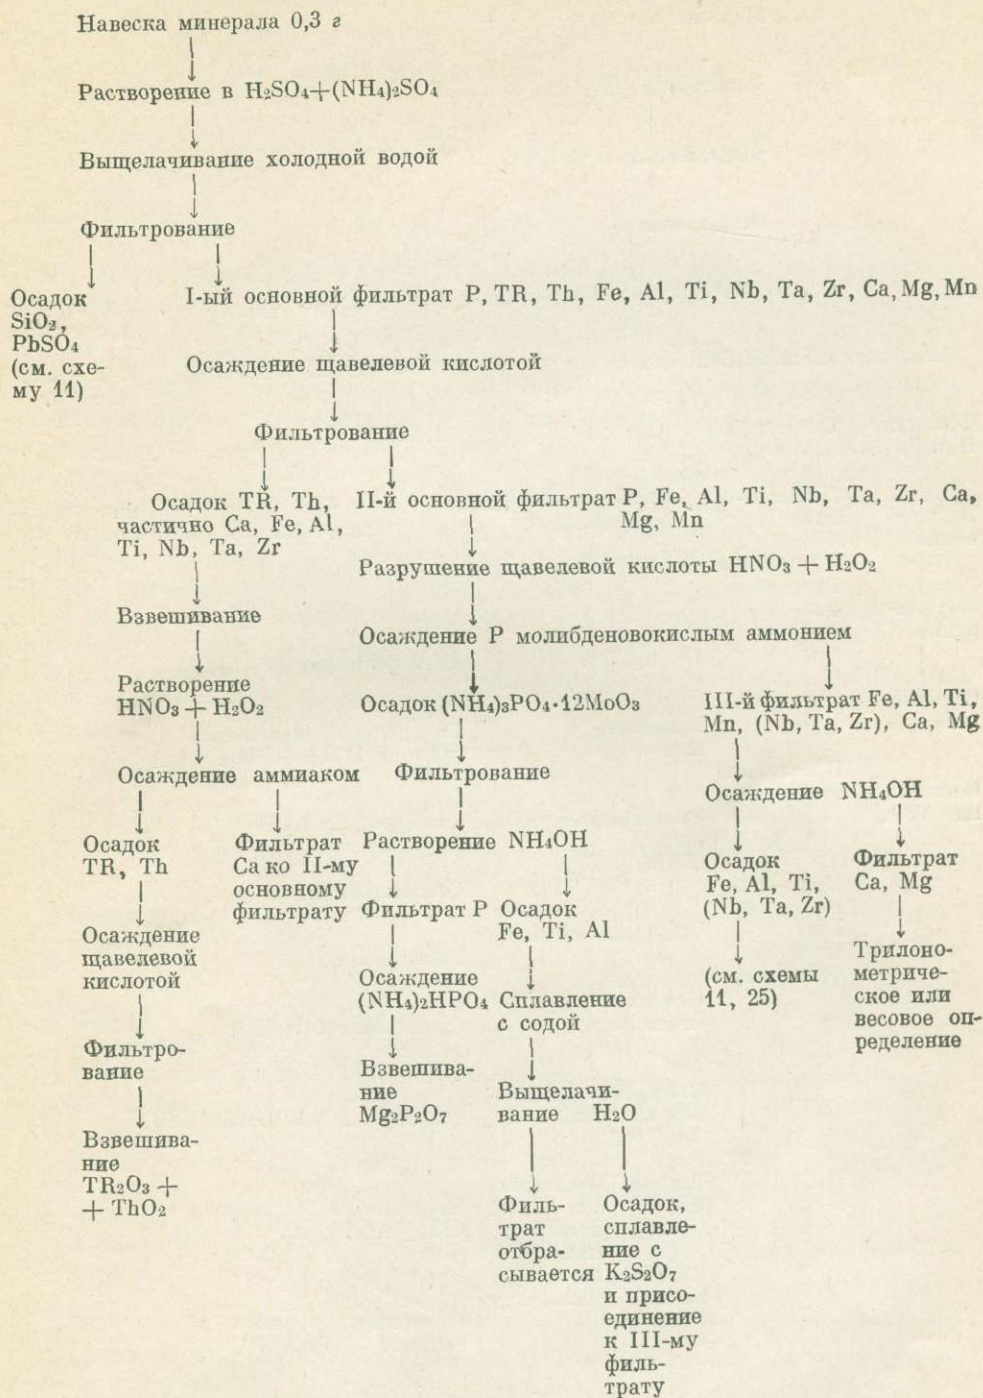 Навеска минерала 0,3 г
Растворение в H₂SO₄+(NH₄)₂SO₄
Выщелачивание холодной водой
Фильтрование
Осадок
SiO₂,
PbSO₄
(см. схе-
му 11)
I-ый основной фильтрат P, TR, Th, Fe, Al, Ti, Nb, Ta, Zr, Ca, Mg, Mn
Осаждение щавелевой кислотой
Фильтрование
Осадок TR, Th,
частично Ca, Fe, Al,
Ti, Nb, Ta, Zr
II-й основной фильтрат P, Fe, Al, Ti, Nb, Ta, Zr, Ca,
Mg, Mn
Разрушение щавелевой кислоты HNO₃ + H₂O₂
Взвешивание
Осаждение P молибденовокислым аммонием
Растворение
HNO₃ + H₂O₂
Осадок (NH₄)₃PO₄·12MoO₃
III-й фильтрат Fe, Al, Ti,
Mn, (Nb, Ta, Zr), Ca, Mg
Осаждение аммиаком
Фильтрование
Осаждение NH₄OH
Осадок
TR, Th
Фильтрат
Ca ко II-му
основному
фильтрату
Растворение NH₄OH
Осадок
Fe, Al, Ti,
(Nb, Ta, Zr)
Фильтрат
Ca, Mg
Фильтрат P
Осадок
Fe, Ti, Al
Осаждение
щавелевой
кислотой
Осаждение
(NH₄)₂HPO₄
Сплавление
с содой
(см. схемы
11, 25)
Трилоно-
метриче-
ское или
весовое оп-
ределение
Фильтро-
вание
Взвешива-
ние
Mg₂P₂O₇
Выщелачи-
вание H₂O
Взвешива-
ние
TR₂O₃ +
+ ThO₂
Филь-
трат
отбра-
сывается
Осадок,
сплавле-
ние с
K₂S₂O₇
и присо-
единение
к III-му
филь-
трату